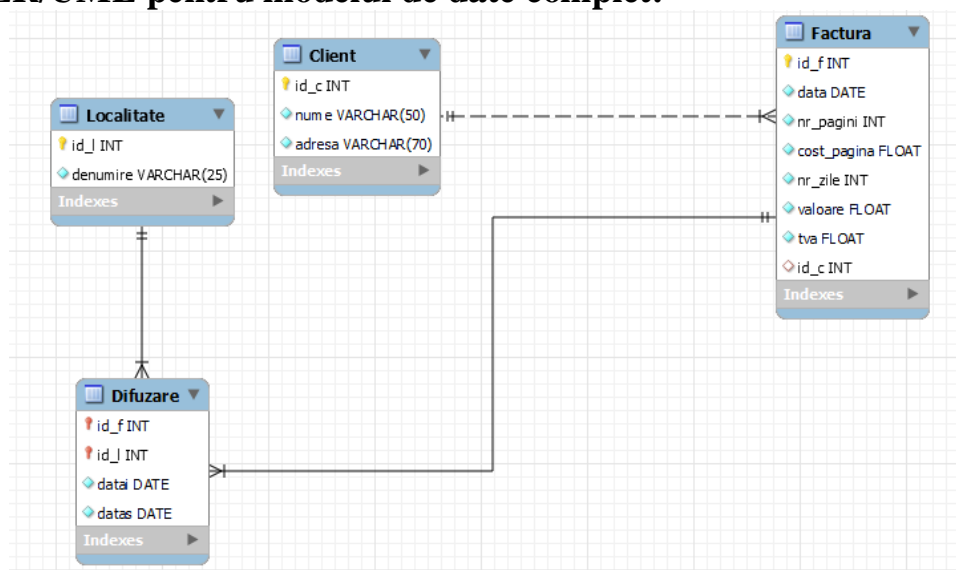 ER/UML pentru modelul de date complet:
Client
id_c INT
nume VARCHAR(50)
adresa VARCHAR(70)
Indexes
Factura
id_f INT
data DATE
nr_pagini INT
cost_pagina FLOAT
nr_zile INT
valoare FLOAT
tva FLOAT
id_c INT
Indexes
Localitate
id_l INT
denumire VARCHAR(25)
Indexes
Difuzare
id_f INT
id_l INT
datai DATE
datas DATE
Indexes